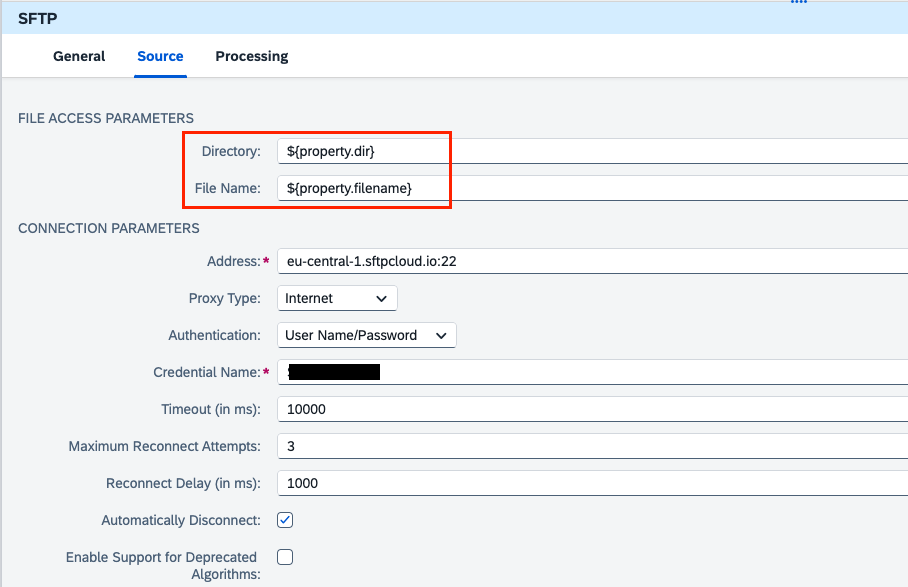 SFTP
General Source Processing
FILE ACCESS PARAMETERS
Directory: ${property.dir}
File Name: ${property.filename}
CONNECTION PARAMETERS
Address:* eu-central-1.sftpcloud.io:22
Proxy Type: Internet
Authentication: User Name/Password
Credential Name:*
Timeout (in ms): 10000
Maximum Reconnect Attempts: 3
Reconnect Delay (in ms): 1000
Automatically Disconnect:
Enable Support for Deprecated
Algorithms: